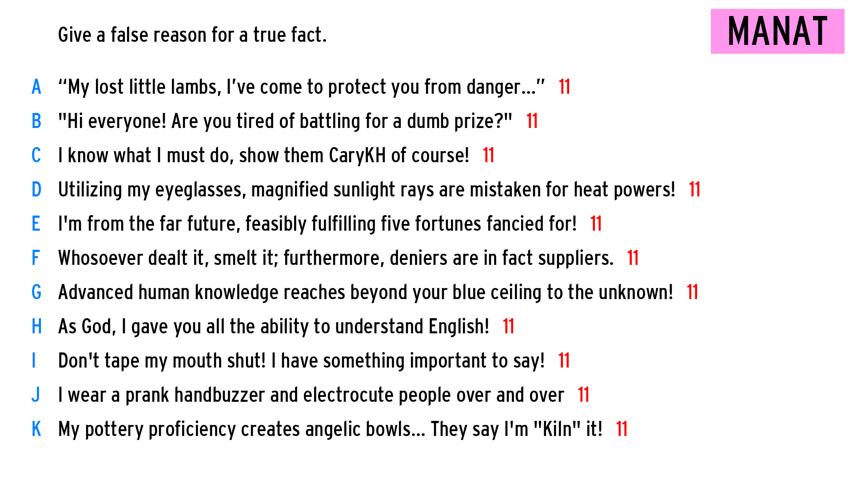 Give a false reason for a true fact.
MANAT
A “My lost little lambs, I’ve come to protect you from danger...” 11
B "Hi everyone! Are you tired of battling for a dumb prize?" 11
C I know what I must do, show them CaryKH of course! 11
D Utilizing my eyeglasses, magnified sunlight rays are mistaken for heat powers! 11
E I'm from the far future, feasibly fulfilling five fortunes fancied for! 11
F Whosoever dealt it, smelt it; furthermore, deniers are in fact suppliers. 11
G Advanced human knowledge reaches beyond your blue ceiling to the unknown! 11
H As God, I gave you all the ability to understand English! 11
I Don't tape my mouth shut! I have something important to say! 11
J I wear a prank handbuzzer and electrocute people over and over 11
K My pottery proficiency creates angelic bowls... They say I'm "Kiln" it! 11